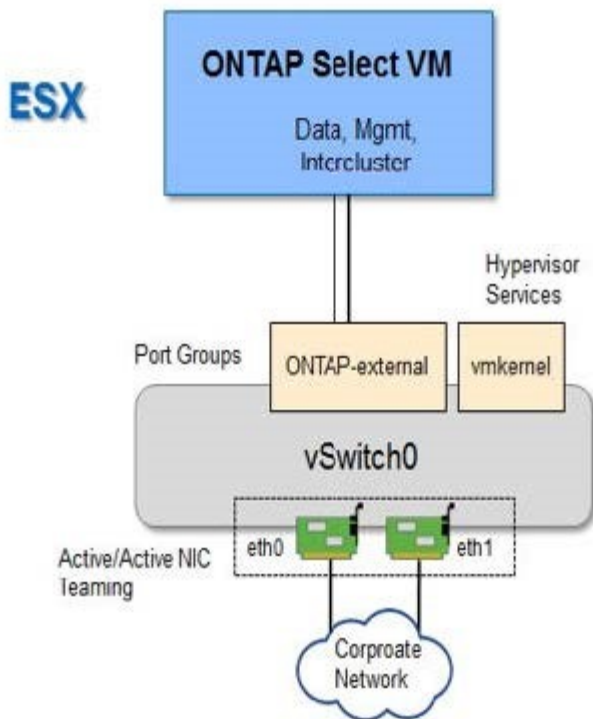 ESX
ONTAP Select VM
Data, Mgmt,
Intercluster
Hypervisor
Services
Port Groups
ONTAP-external
vmkernel
vSwitch0
eth0
eth1
Active/Active NIC
Teaming
Corproate
Network